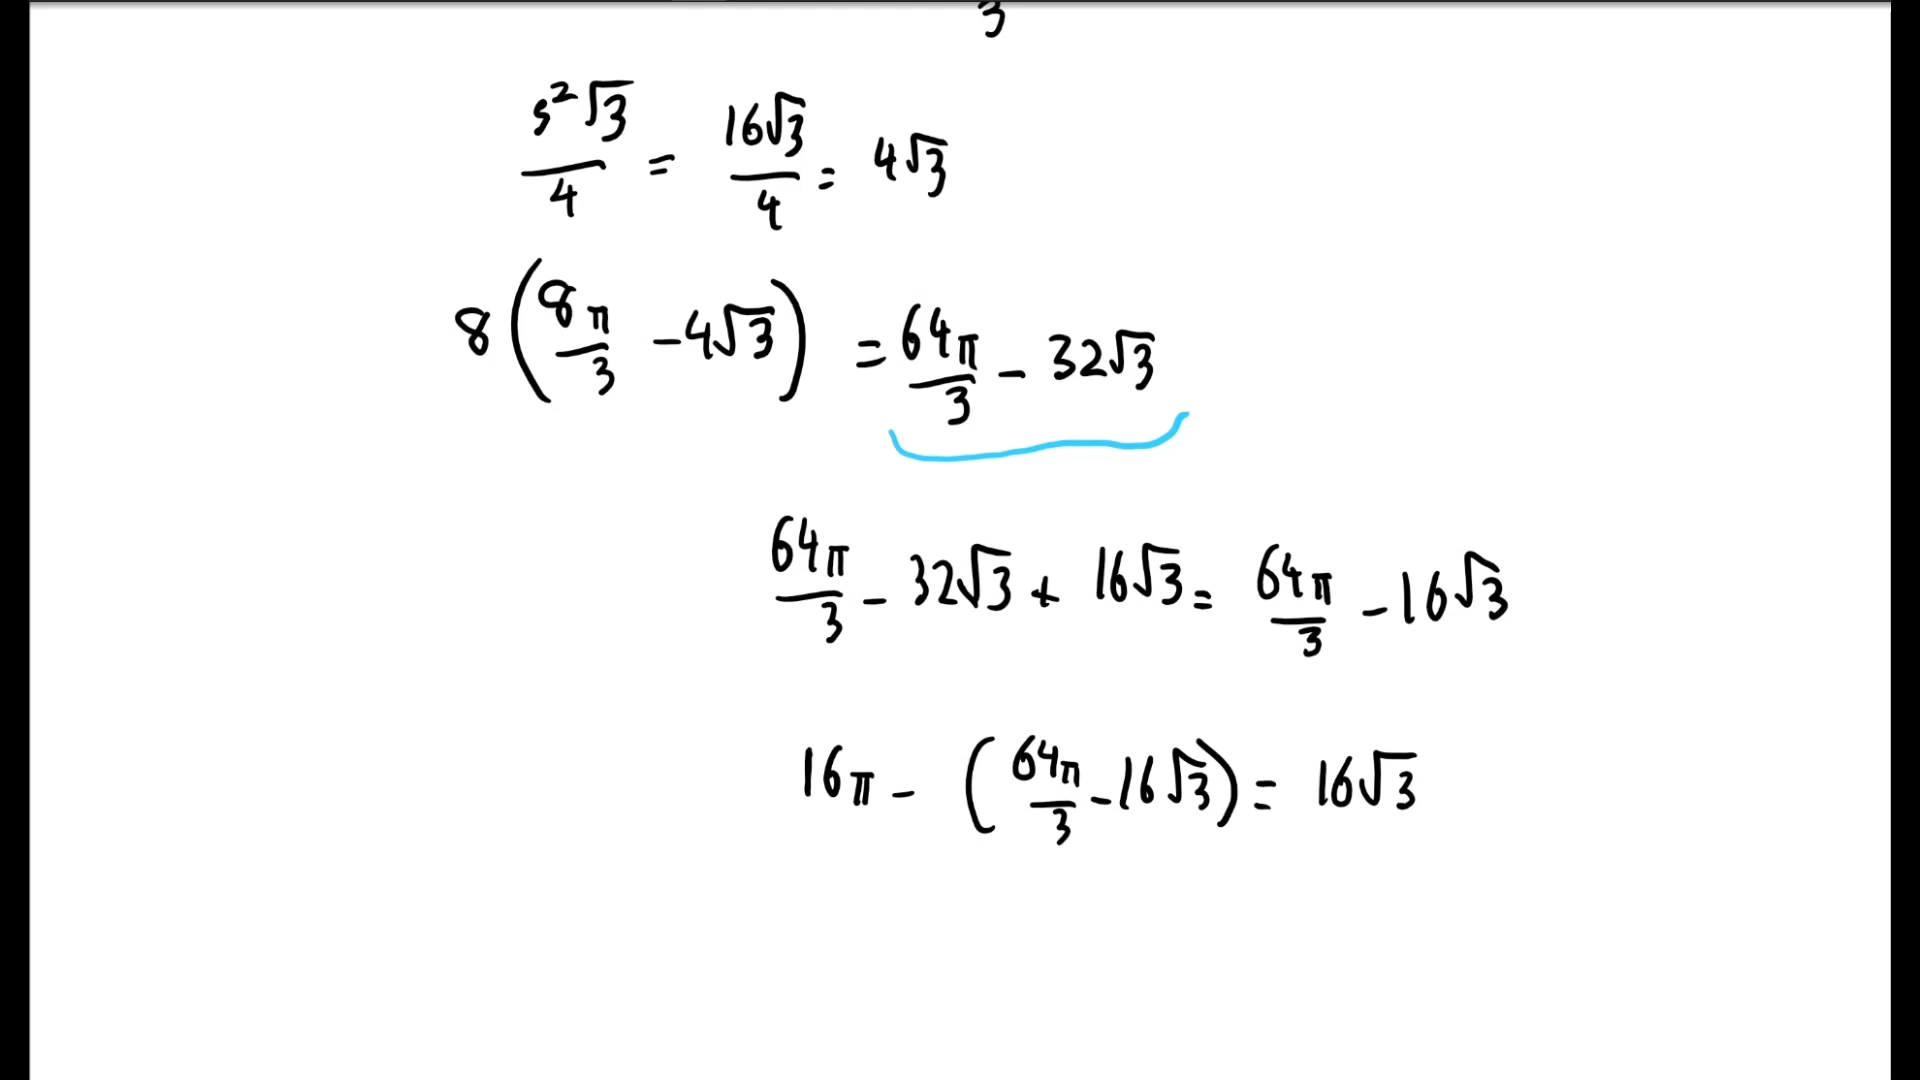 3
s²√3/4 = 16√3/4 = 4√3
8(8π/3 - 4√3) = 64π/3 - 32√3
64π/3 - 32√3 + 16√3 = 64π/3 - 16√3
16π - (64π/3 - 16√3) = 16√3